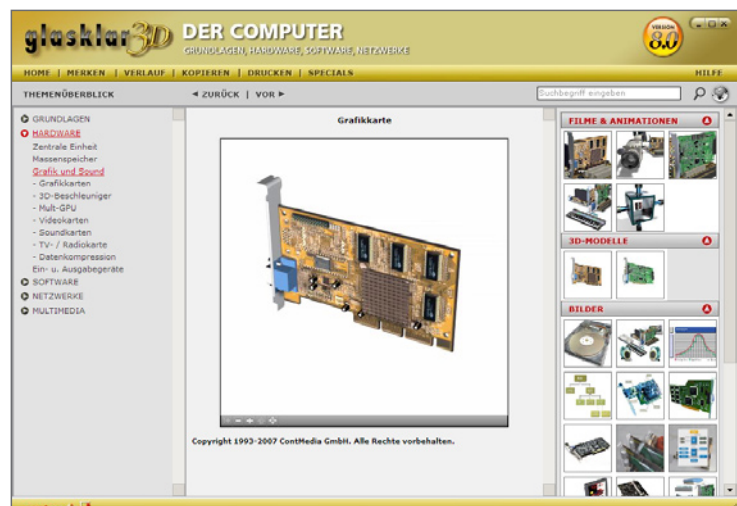 glasklar3D
DER COMPUTER
GRUNDLAGEN, HARDWARE, SOFTWARE, NETZWERKE
VERSION
8.0
HOME | MERKEN | VERLAUF | KOPIEREN | DRUCKEN | SPECIALS
HILFE
THEMENÜBERBLICK
◄ ZURÜCK | VOR ►
Suchbegriff eingeben
GRUNDLAGEN
HARDWARE
Zentrale Einheit
Massenspeicher
Grafik und Sound
- Grafikkarten
- 3D-Beschleuniger
- Mult-GPU
- Videokarten
- Soundkarten
- TV- / Radiokarte
- Datenkompression
Ein- u. Ausgabegeräte
SOFTWARE
NETZWERKE
MULTIMEDIA
Grafikkarte
Copyright 1993-2007 ContMedia GmbH. Alle Rechte vorbehalten.
FILME & ANIMATIONEN
3D-MODELLE
BILDER